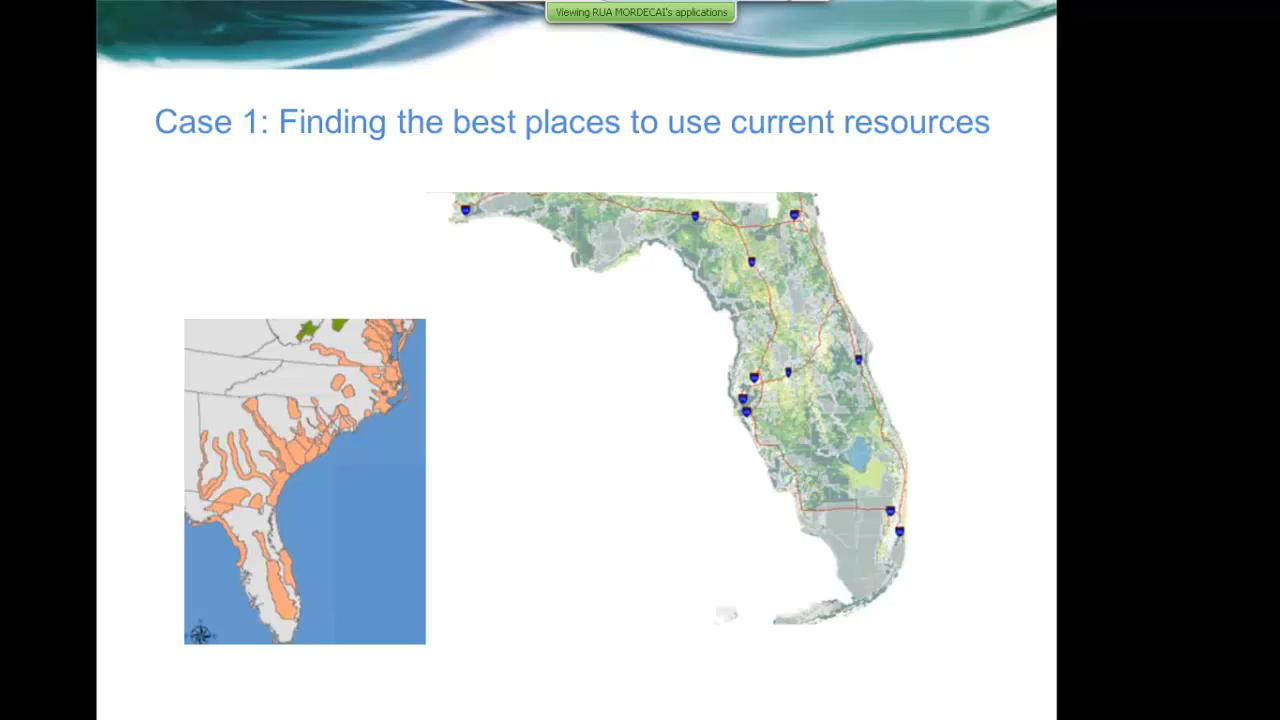 Viewing RUA MORDECAI's applications
Case 1: Finding the best places to use current resources